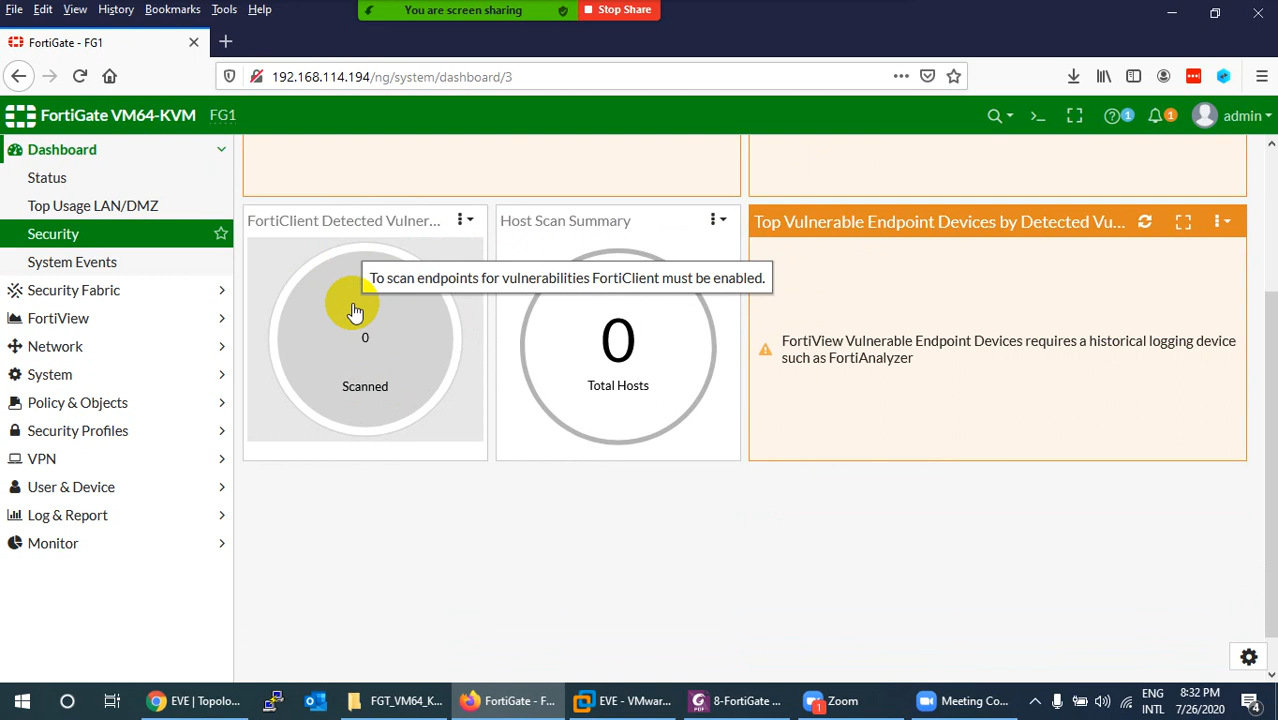 File Edit View History Bookmarks Tools Help
You are screen sharing
Stop Share
FortiGate - FG1
192.168.114.194/ng/system/dashboard/3
FortiGate VM64-KVM FG1
1
1
admin
Dashboard
Status
Top Usage LAN/DMZ
Security
System Events
Security Fabric
FortiView
Network
System
Policy & Objects
Security Profiles
VPN
User & Device
Log & Report
Monitor
FortiClient Detected Vulner...
Host Scan Summary
Top Vulnerable Endpoint Devices by Detected Vu...
To scan endpoints for vulnerabilities FortiClient must be enabled.
0
Scanned
0
Total Hosts
FortiView Vulnerable Endpoint Devices requires a historical logging device
such as FortiAnalyzer
EVE | Topolo...
FGT_VM64_K...
FortiGate - F...
EVE - VMwar...
8-FortiGate ...
1
Zoom
Meeting Co...
ENG
INTL
8:32 PM
7/26/2020
4